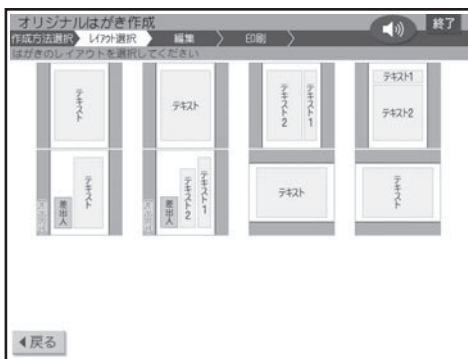 オリジナルはがき作成
終了
作成方法選択 レイアウト選択 編集 印刷
はがきのレイアウトを選択してください
テキスト
テキスト
テキスト1
テキスト2
テキスト1
テキスト2
テキスト
差出人
テキスト1
テキスト2
差出人
テキスト
テキスト
戻る